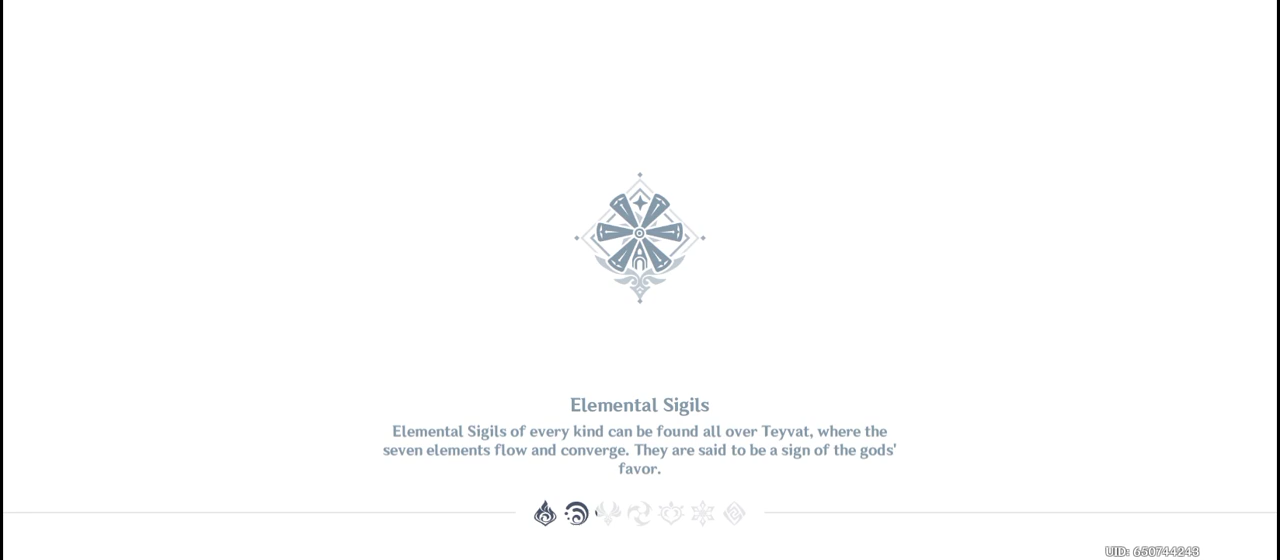 Elemental Sigils
Elemental Sigils of every kind can be found all over Teyvat, where the
seven elements flow and converge. They are said to be a sign of the gods'
favor.
UID: 650744243